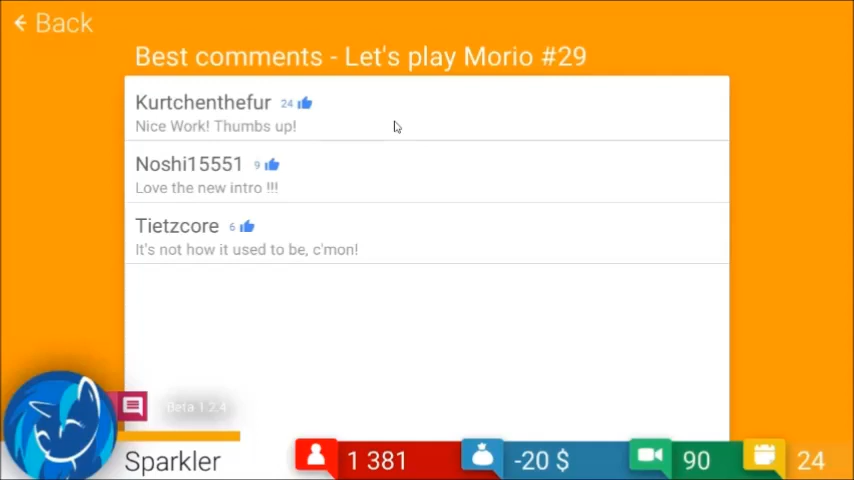 Back
Best comments - Let's play Morio #29
Kurtchenthefur 24
Nice Work! Thumbs up!
Noshi15551 9
Love the new intro !!!
Tietzcore 6
It's not how it used to be, c'mon!
Beta 1.2.4
Sparkler 1 381 -20 $ 90 24